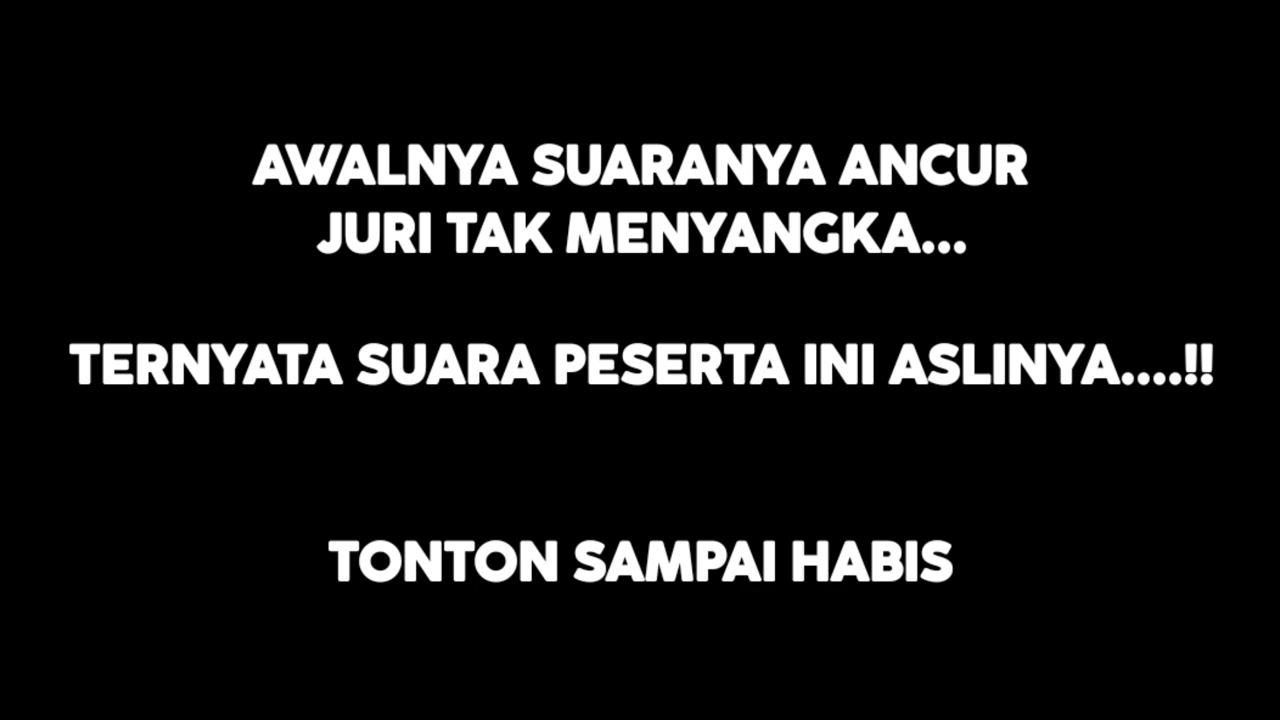 AWALNYA SUARANYA ANCUR
JURI TAK MENYANGKA...
TERNYATA SUARA PESERTA INI ASLINYA....!!
TONTON SAMPAI HABIS